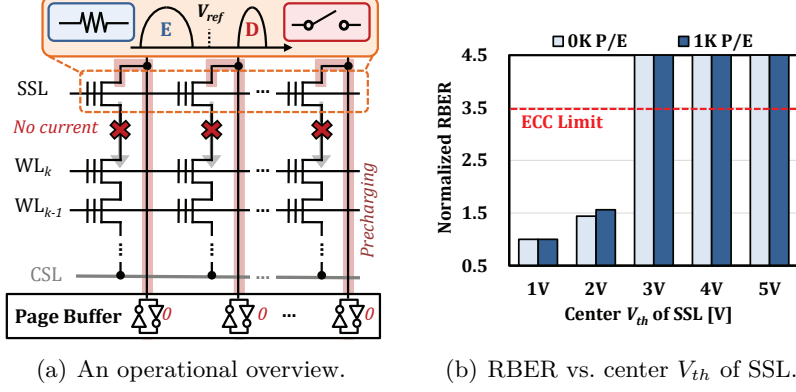 E
V_ref
D
SSL
No current
WL_k
WL_k-1
Precharging
CSL
Page Buffer
0
0
0
(a) An operational overview.
0K P/E
1K P/E
Normalized RBER
4.5
3.5
2.5
1.5
0.5
ECC Limit
1V 2V 3V 4V 5V
Center V_th of SSL [V]
(b) RBER vs. center V_th of SSL.